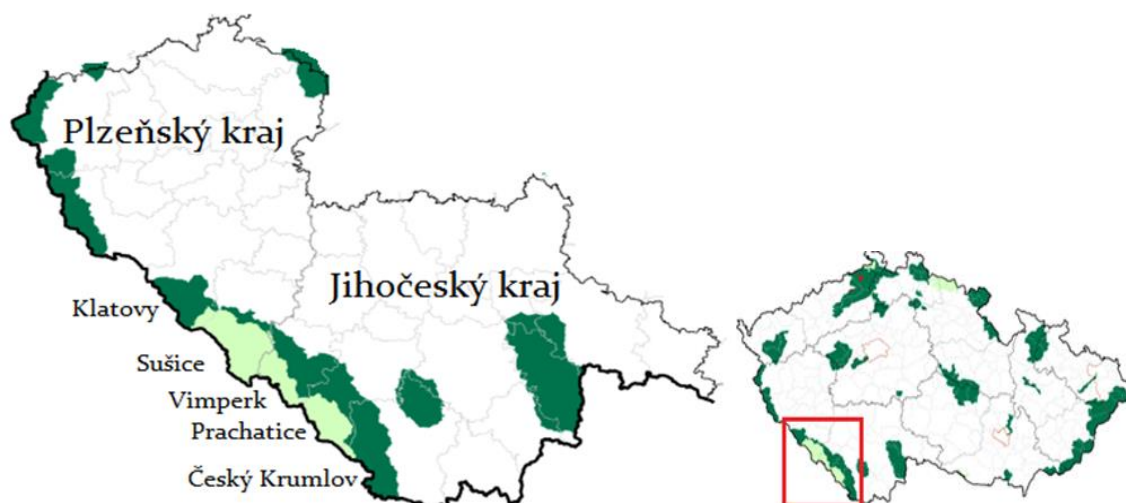 Plzeňský kraj
Jihočeský kraj
Klatovy
Sušice
Vimperk
Prachatice
Český Krumlov